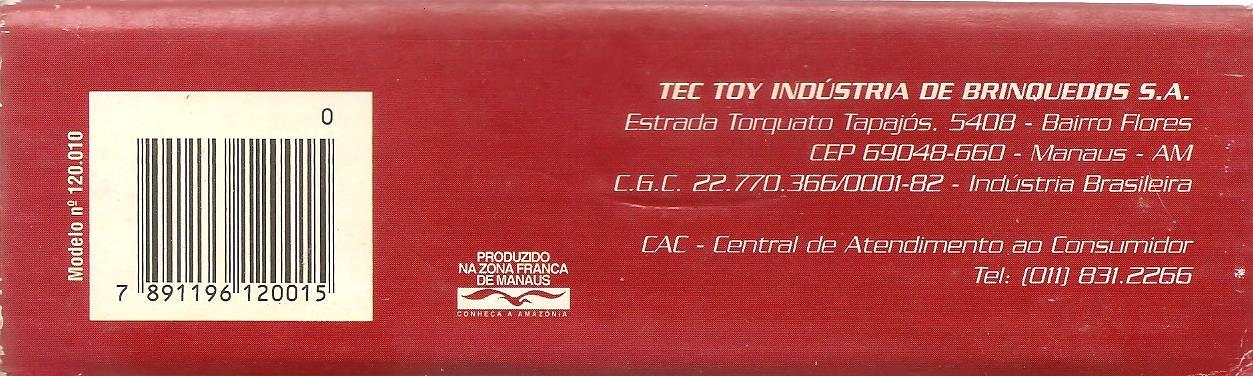 Modelo nº 120.010
0
7 891196 120015
PRODUZIDO
NA ZONA FRANCA
DE MANAUS
CONHEÇA A AMAZÔNIA
TEC TOY INDÚSTRIA DE BRINQUEDOS S.A.
Estrada Torquato Tapajós, 5408 - Bairro Flores
CEP 69048-660 - Manaus - AM
C.G.C. 22.770.366/0001-82 - Indústria Brasileira
CAC - Central de Atendimento ao Consumidor
Tel: (011) 831.2266